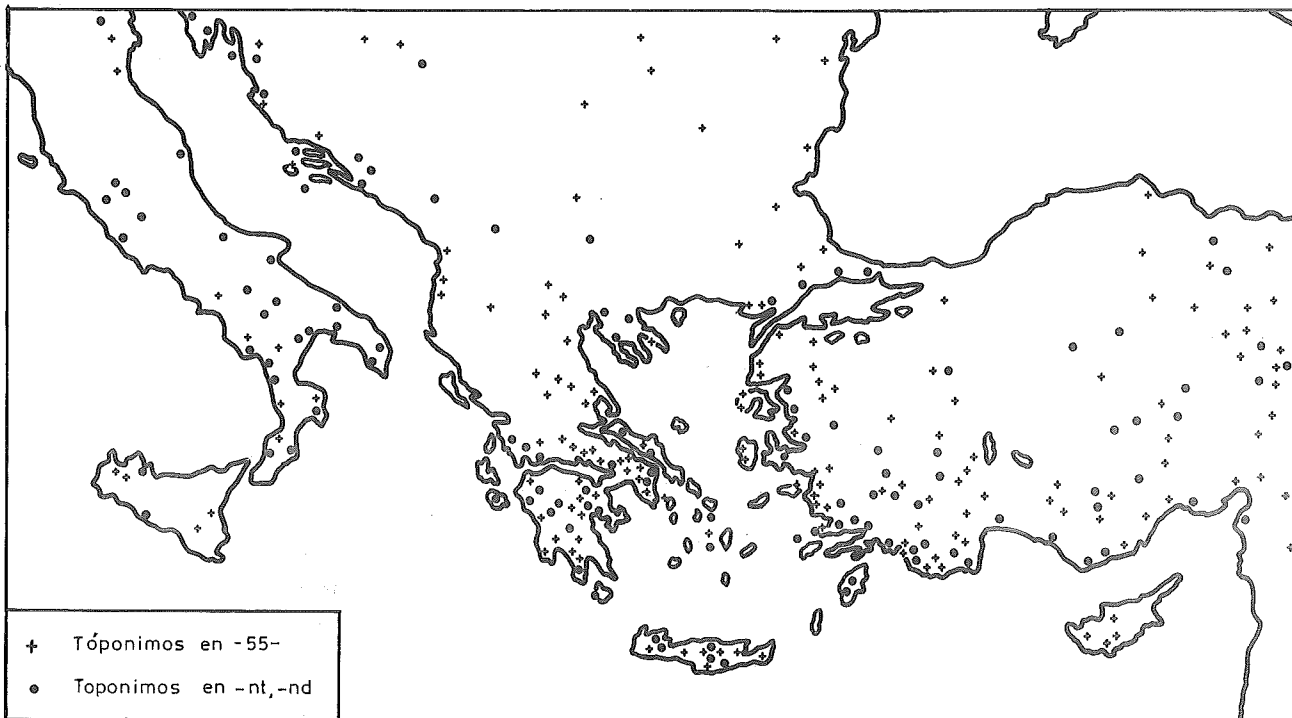 + Tóponimos en -55-
• Toponimos en -nt, -nd